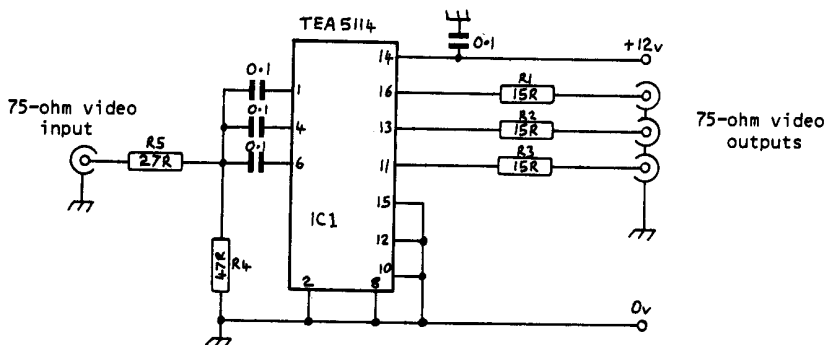 TEA 5114
0.1
+12v
14
0.1
1
16
R1
15R
75-ohm video
input
0.1
4
13
R2
15R
75-ohm video
outputs
R5
27R
0.1
6
11
R3
15R
15
IC1
12
47R
R4
10
2
8
0v